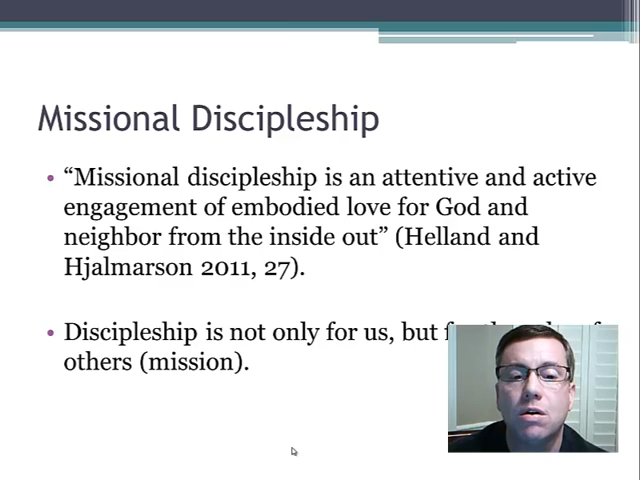 Missional Discipleship
• “Missional discipleship is an attentive and active
engagement of embodied love for God and
neighbor from the inside out” (Helland and
Hjalmarson 2011, 27).
• Discipleship is not only for us, but
others (mission).